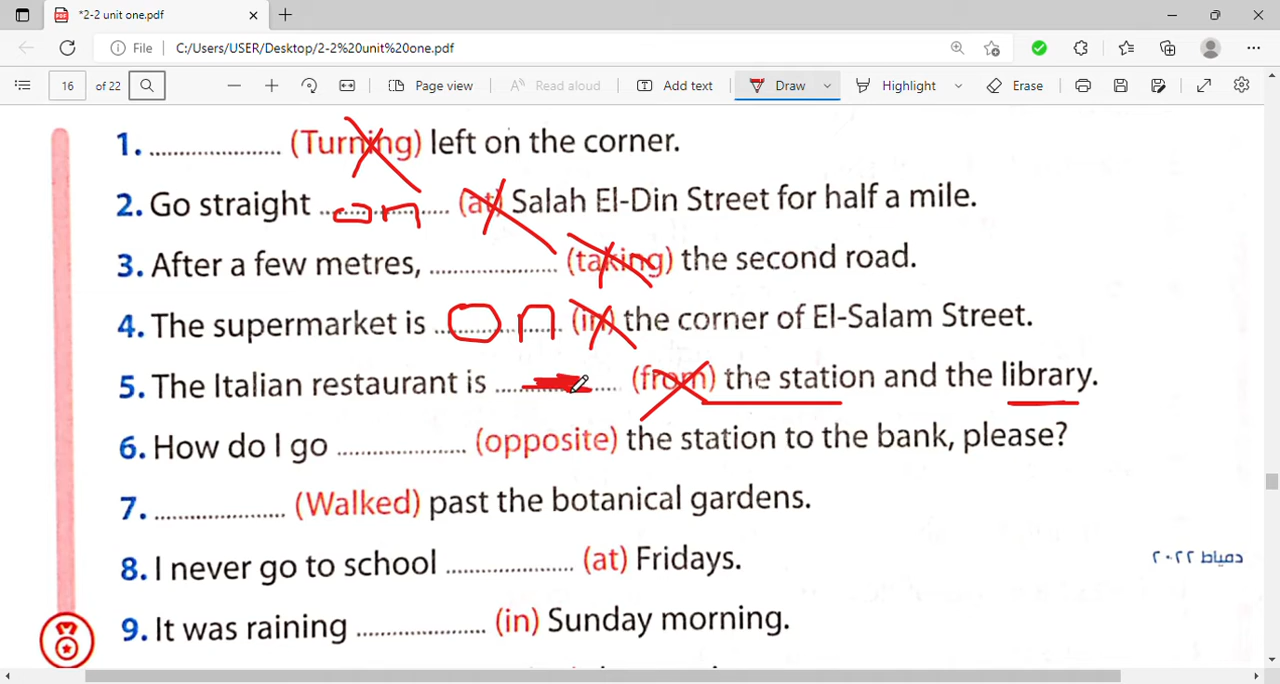 *2-2 unit one.pdf
File
C:/Users/USER/Desktop/2-2%20unit%20one.pdf
16 of 22
Page view
Read aloud
Add text
Draw
Highlight
Erase
1. .................... (Turning) left on the corner.
2. Go straight .................... on (at) Salah El-Din Street for half a mile.
3. After a few metres, .................... (taking) the second road.
4. The supermarket is .................... on (in) the corner of El-Salam Street.
5. The Italian restaurant is .................... (from) the station and the library.
6. How do I go .................... (opposite) the station to the bank, please?
7. .................... (Walked) past the botanical gardens.
8. I never go to school .................... (at) Fridays.
دمياط ٢٠٢٢
9. It was raining .................... (in) Sunday morning.